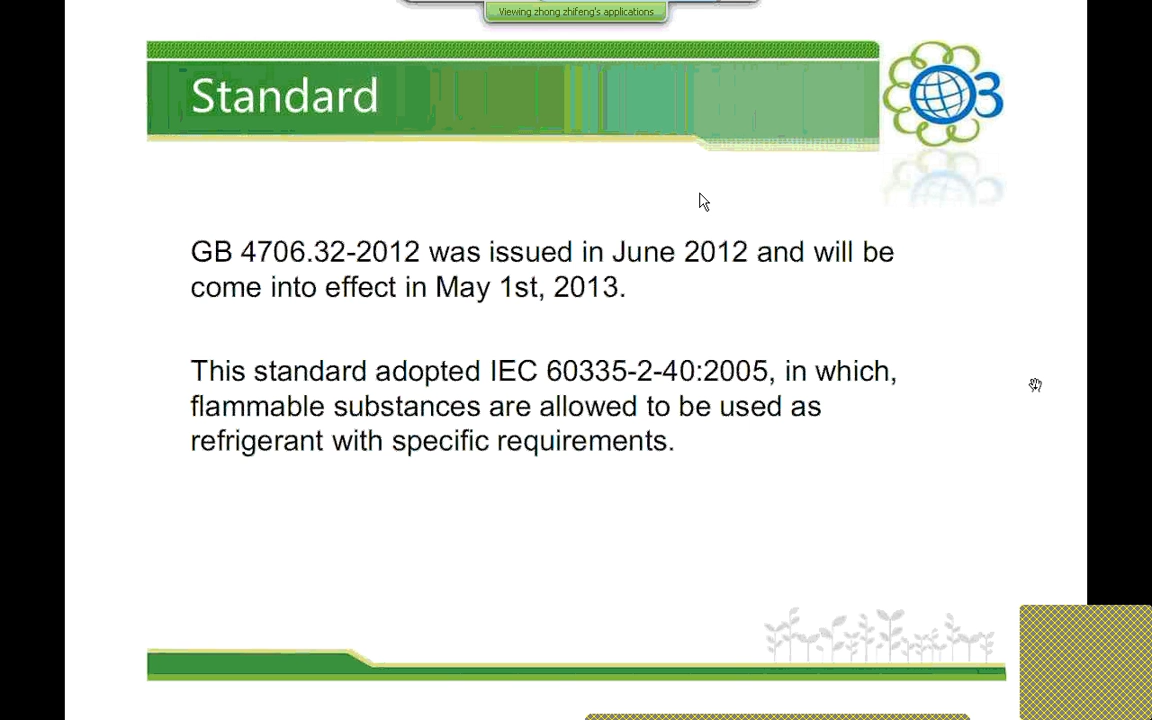 Viewing zhong zhifeng's applications
Standard
3
GB 4706.32-2012 was issued in June 2012 and will be
come into effect in May 1st, 2013.
This standard adopted IEC 60335-2-40:2005, in which,
flammable substances are allowed to be used as
refrigerant with specific requirements.